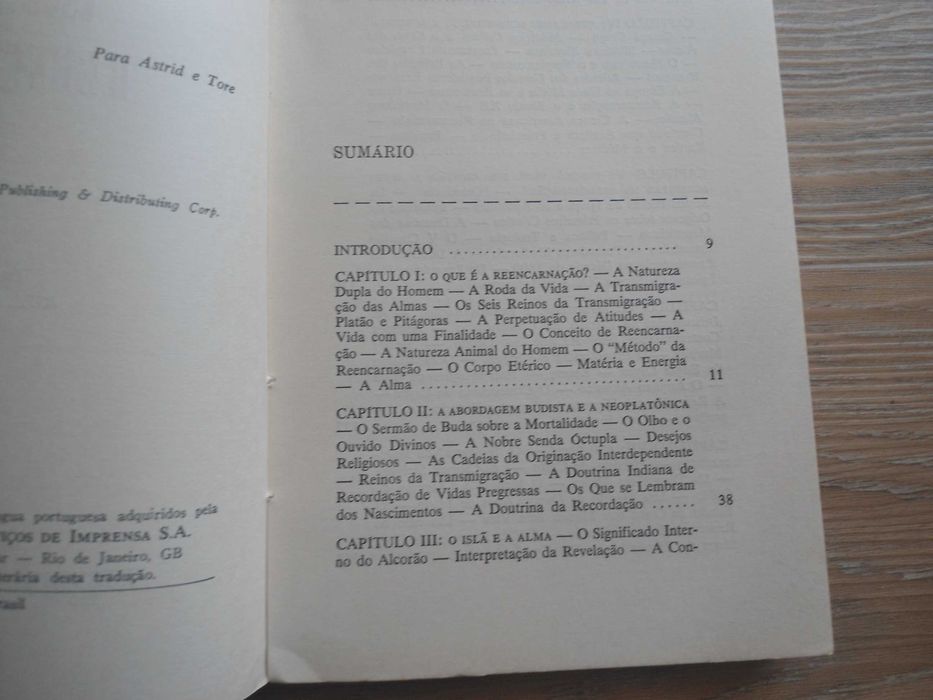 Para Astrid e Tore
Publishing & Distributing Corp.
portuguesa adquiridos pela
IMPRENSA S.A.
— Rio de Janeiro, GB
desta tradução.
SUMÁRIO
INTRODUÇÃO .............................. 9
CAPÍTULO I: O QUE É A REENCARNAÇÃO? — A Natureza
Dupla do Homem — A Roda da Vida — A Transmigra-
ção das Almas — Os Seis Reinos da Transmigração —
Platão e Pitágoras — A Perpetuação de Atitudes — A
Vida com uma Finalidade — O Conceito de Reencarna-
ção — A Natureza Animal do Homem — O “Método” da
Reencarnação — O Corpo Etérico — Matéria e Energia
— A Alma ................................... 11
CAPÍTULO II: A ABORDAGEM BUDISTA E A NEOPLATÔNICA
— O Sermão de Buda sobre a Mortalidade — O Olho e o
Ouvido Divinos — A Nobre Senda Óctupla — Desejos
Religiosos — As Cadeias da Originação Interdependente
— Reinos da Transmigração — A Doutrina Indiana de
Recordação de Vidas Pregressas — Os Que se Lembram
dos Nascimentos — A Doutrina da Recordação ...... 38
CAPÍTULO III: O ISLÃ E A ALMA — O Significado Inter-
no do Alcorão — Interpretação da Revelação — A Con-